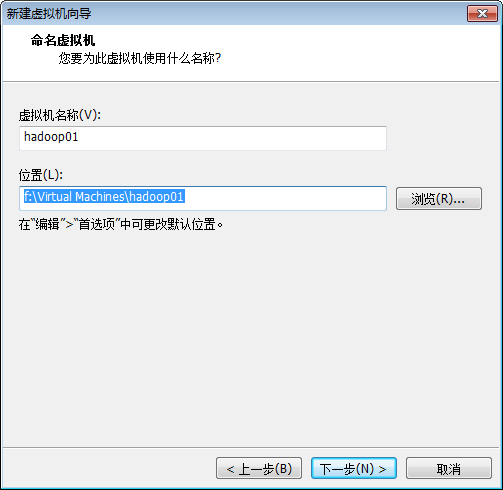 新建虚拟机向导
命名虚拟机
您要为此虚拟机使用什么名称?
虚拟机名称(V):
hadoop01
位置(L):
f:\Virtual Machines\hadoop01
浏览(R)...
在“编辑”>“首选项”中可更改默认位置。
< 上一步(B)
下一步(N) >
取消